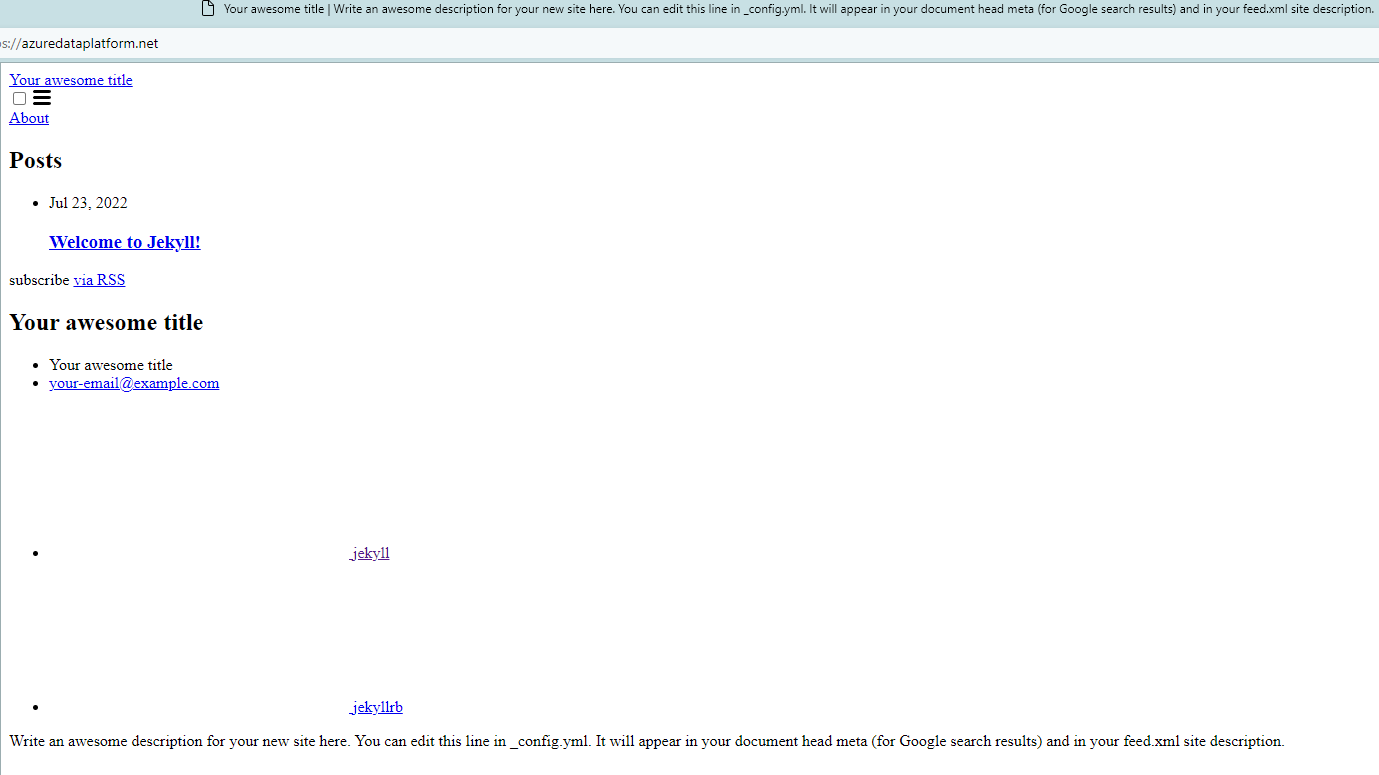 Your awesome title | Write an awesome description for your new site here. You can edit this line in _config.yml. It will appear in your document head meta (for Google search results) and in your feed.xml site description.
s://azuredataplatform.net
Your awesome title
About
Posts
Jul 23, 2022
Welcome to Jekyll!
subscribe via RSS
Your awesome title
Your awesome title
your-email@example.com
jekyll
jekyllrb
Write an awesome description for your new site here. You can edit this line in _config.yml. It will appear in your document head meta (for Google search results) and in your feed.xml site description.